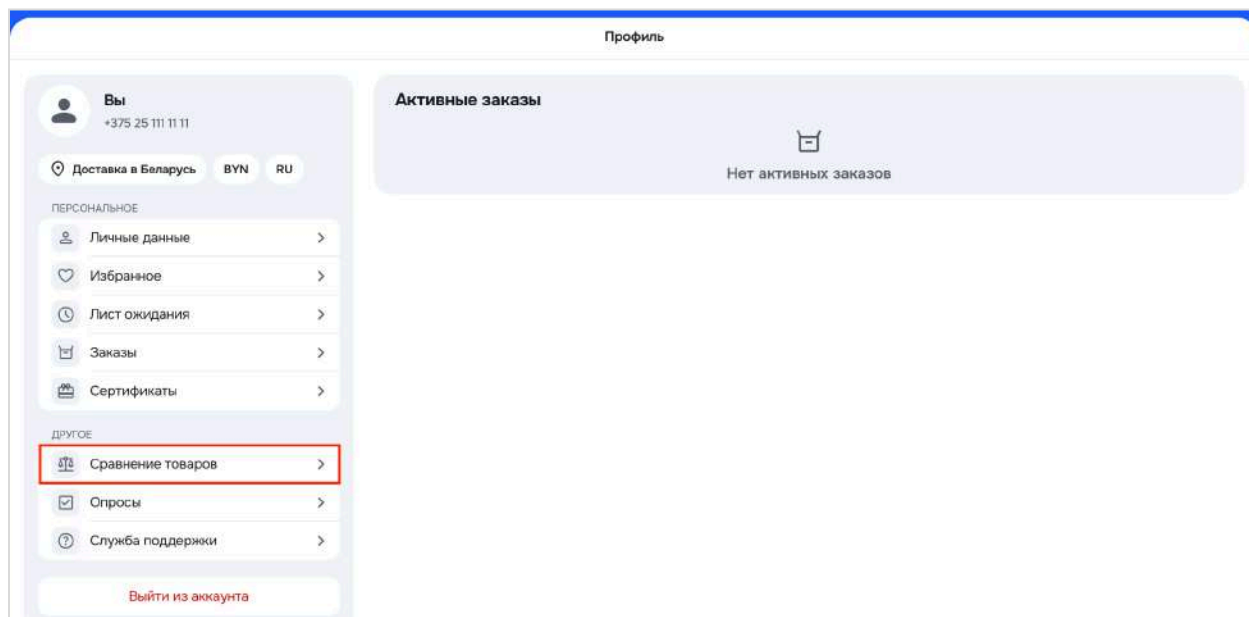 Профиль
Вы
+375 25 111 11 11
Доставка в Беларусь BYN RU
ПЕРСОНАЛЬНОЕ
Личные данные
Избранное
Лист ожидания
Заказы
Сертификаты
ДРУГОЕ
Сравнение товаров
Опросы
Служба поддержки
Выйти из аккаунта
Активные заказы
Нет активных заказов